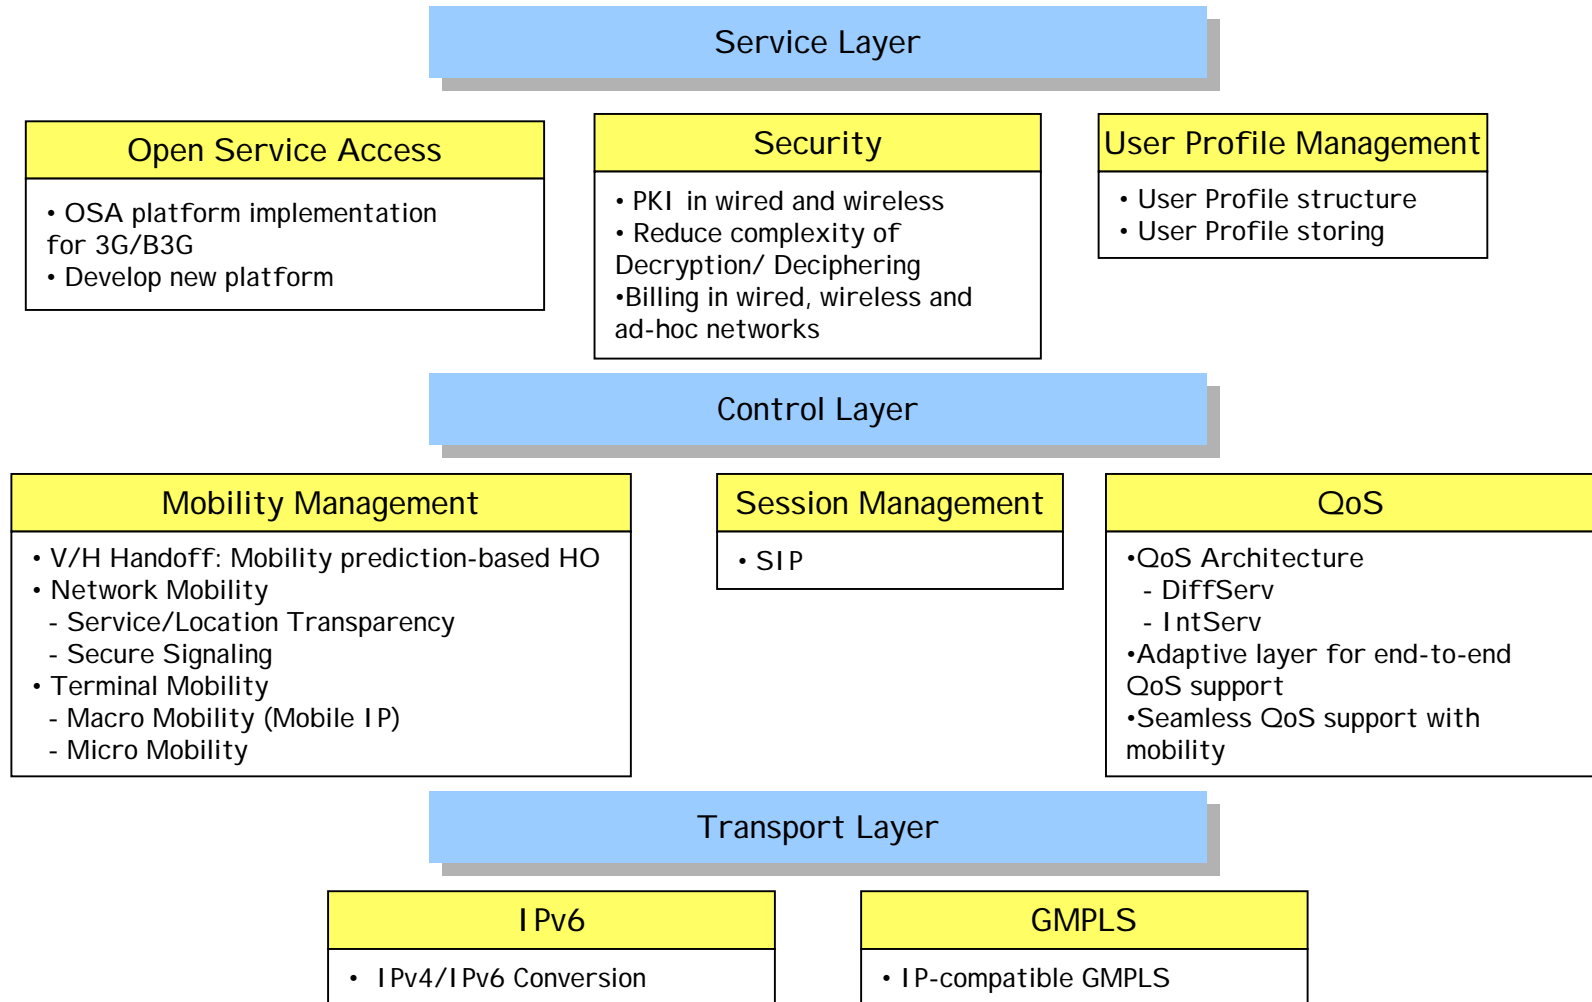 Service Layer
Open Service Access
• OSA platform implementation
for 3G/B3G
• Develop new platform
Security
• PKI in wired and wireless
• Reduce complexity of
Decryption/ Deciphering
•Billing in wired, wireless and
ad-hoc networks
User Profile Management
• User Profile structure
• User Profile storing
Control Layer
Mobility Management
• V/H Handoff: Mobility prediction-based HO
• Network Mobility
- Service/Location Transparency
- Secure Signaling
• Terminal Mobility
- Macro Mobility (Mobile IP)
- Micro Mobility
Session Management
• SIP
QoS
•QoS Architecture
- DiffServ
- IntServ
•Adaptive layer for end-to-end
QoS support
•Seamless QoS support with
mobility
Transport Layer
IPv6
• IPv4/IPv6 Conversion
GMPLS
• IP-compatible GMPLS